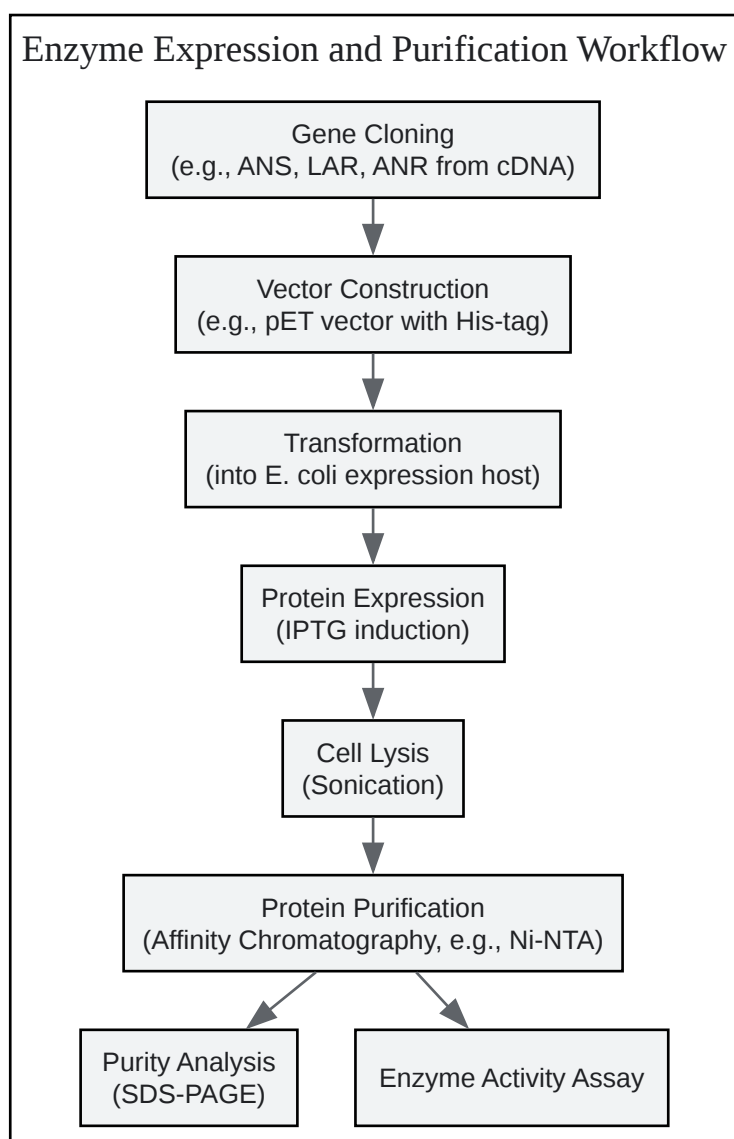 Enzyme Expression and Purification Workflow
Gene Cloning
(e.g., ANS, LAR, ANR from cDNA)
Vector Construction
(e.g., pET vector with His-tag)
Transformation
(into E. coli expression host)
Protein Expression
(IPTG induction)
Cell Lysis
(Sonication)
Protein Purification
(Affinity Chromatography, e.g., Ni-NTA)
Purity Analysis
(SDS-PAGE)
Enzyme Activity Assay